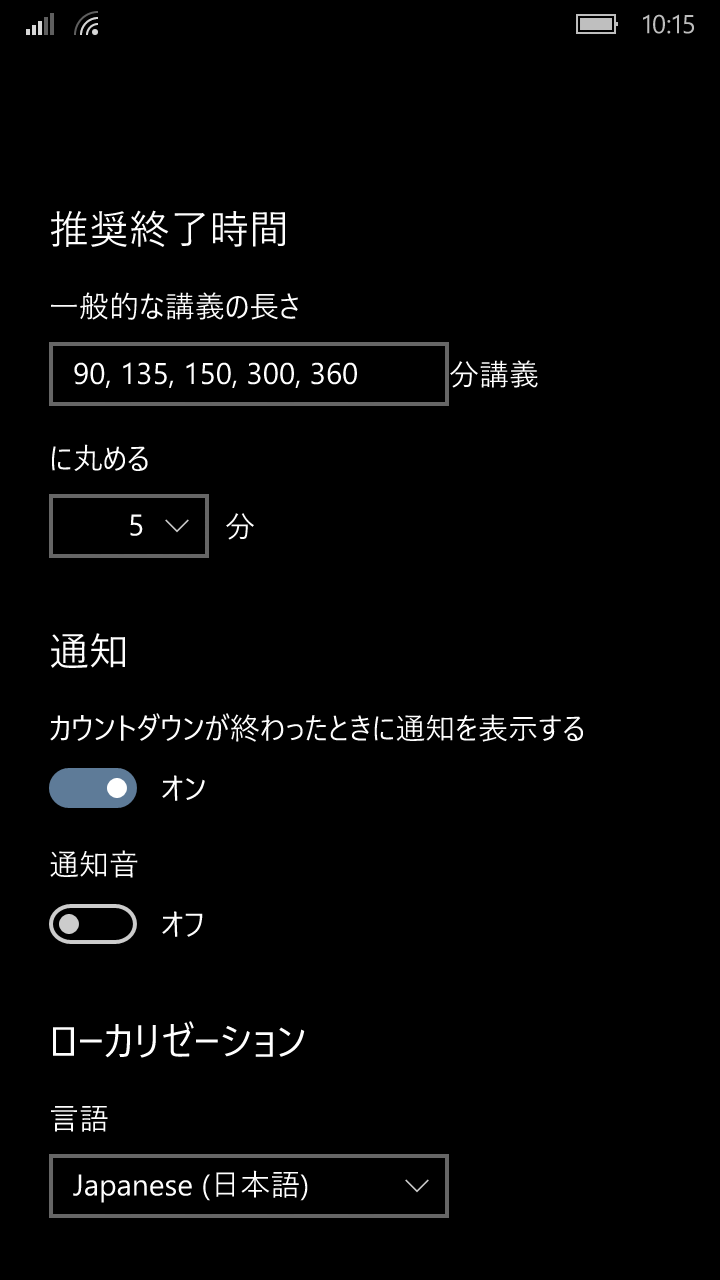 10:15
推奨終了時間
一般的な講義の長さ
90, 135, 150, 300, 360 分講義
に丸める
5 分
通知
カウントダウンが終わったときに通知を表示する
オン
通知音
オフ
ローカリゼーション
言語
Japanese (日本語)